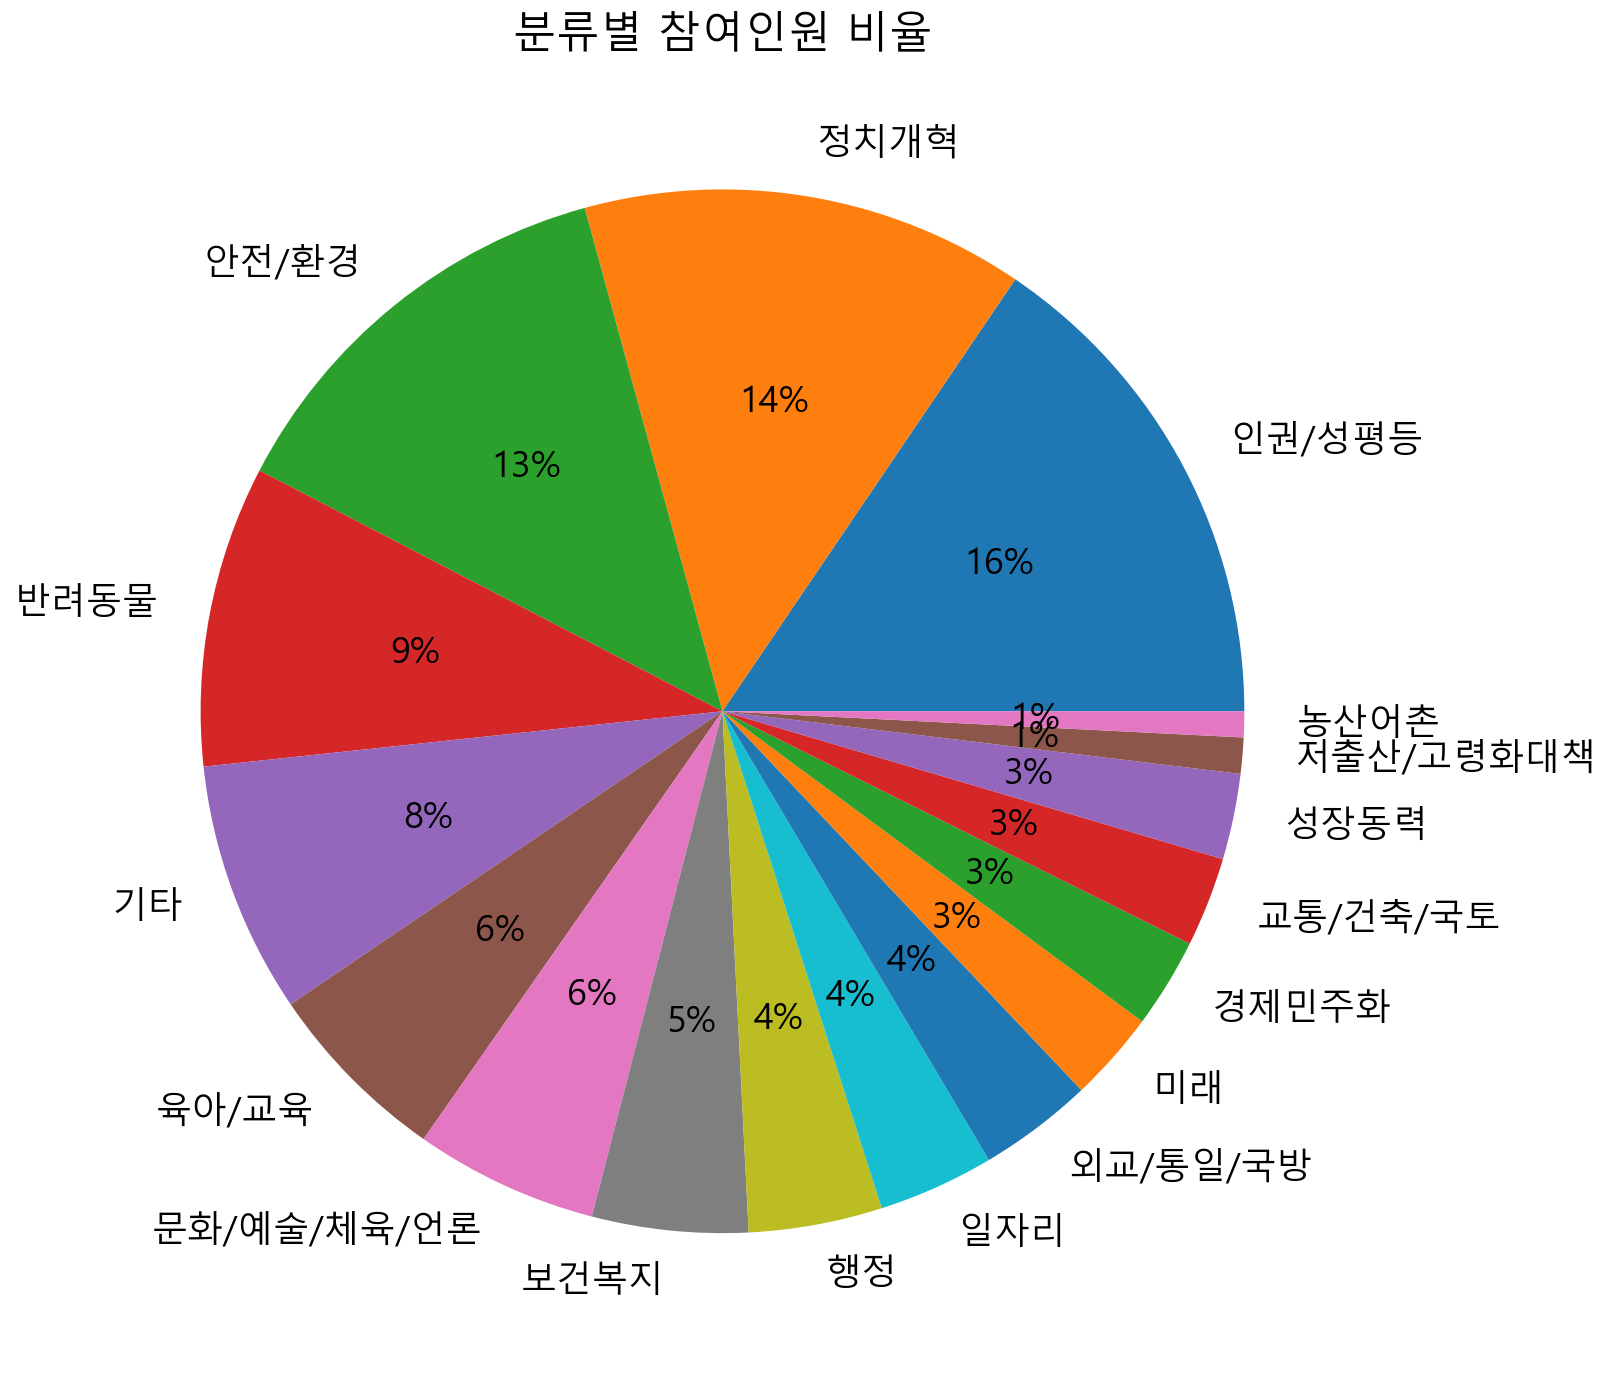 분류별 참여인원 비율
정치개혁
안전/환경
14%
인권/성평등
13%
16%
반려동물
9%
1%
농산어촌
1%
저출산/고령화대책
3%
성장동력
8%
3%
교통/건축/국토
3%
기타
6%
3%
4%
경제민주화
6%
5%
4%
4%
미래
육아/교육
외교/통일/국방
문화/예술/체육/언론
일자리
보건복지
행정